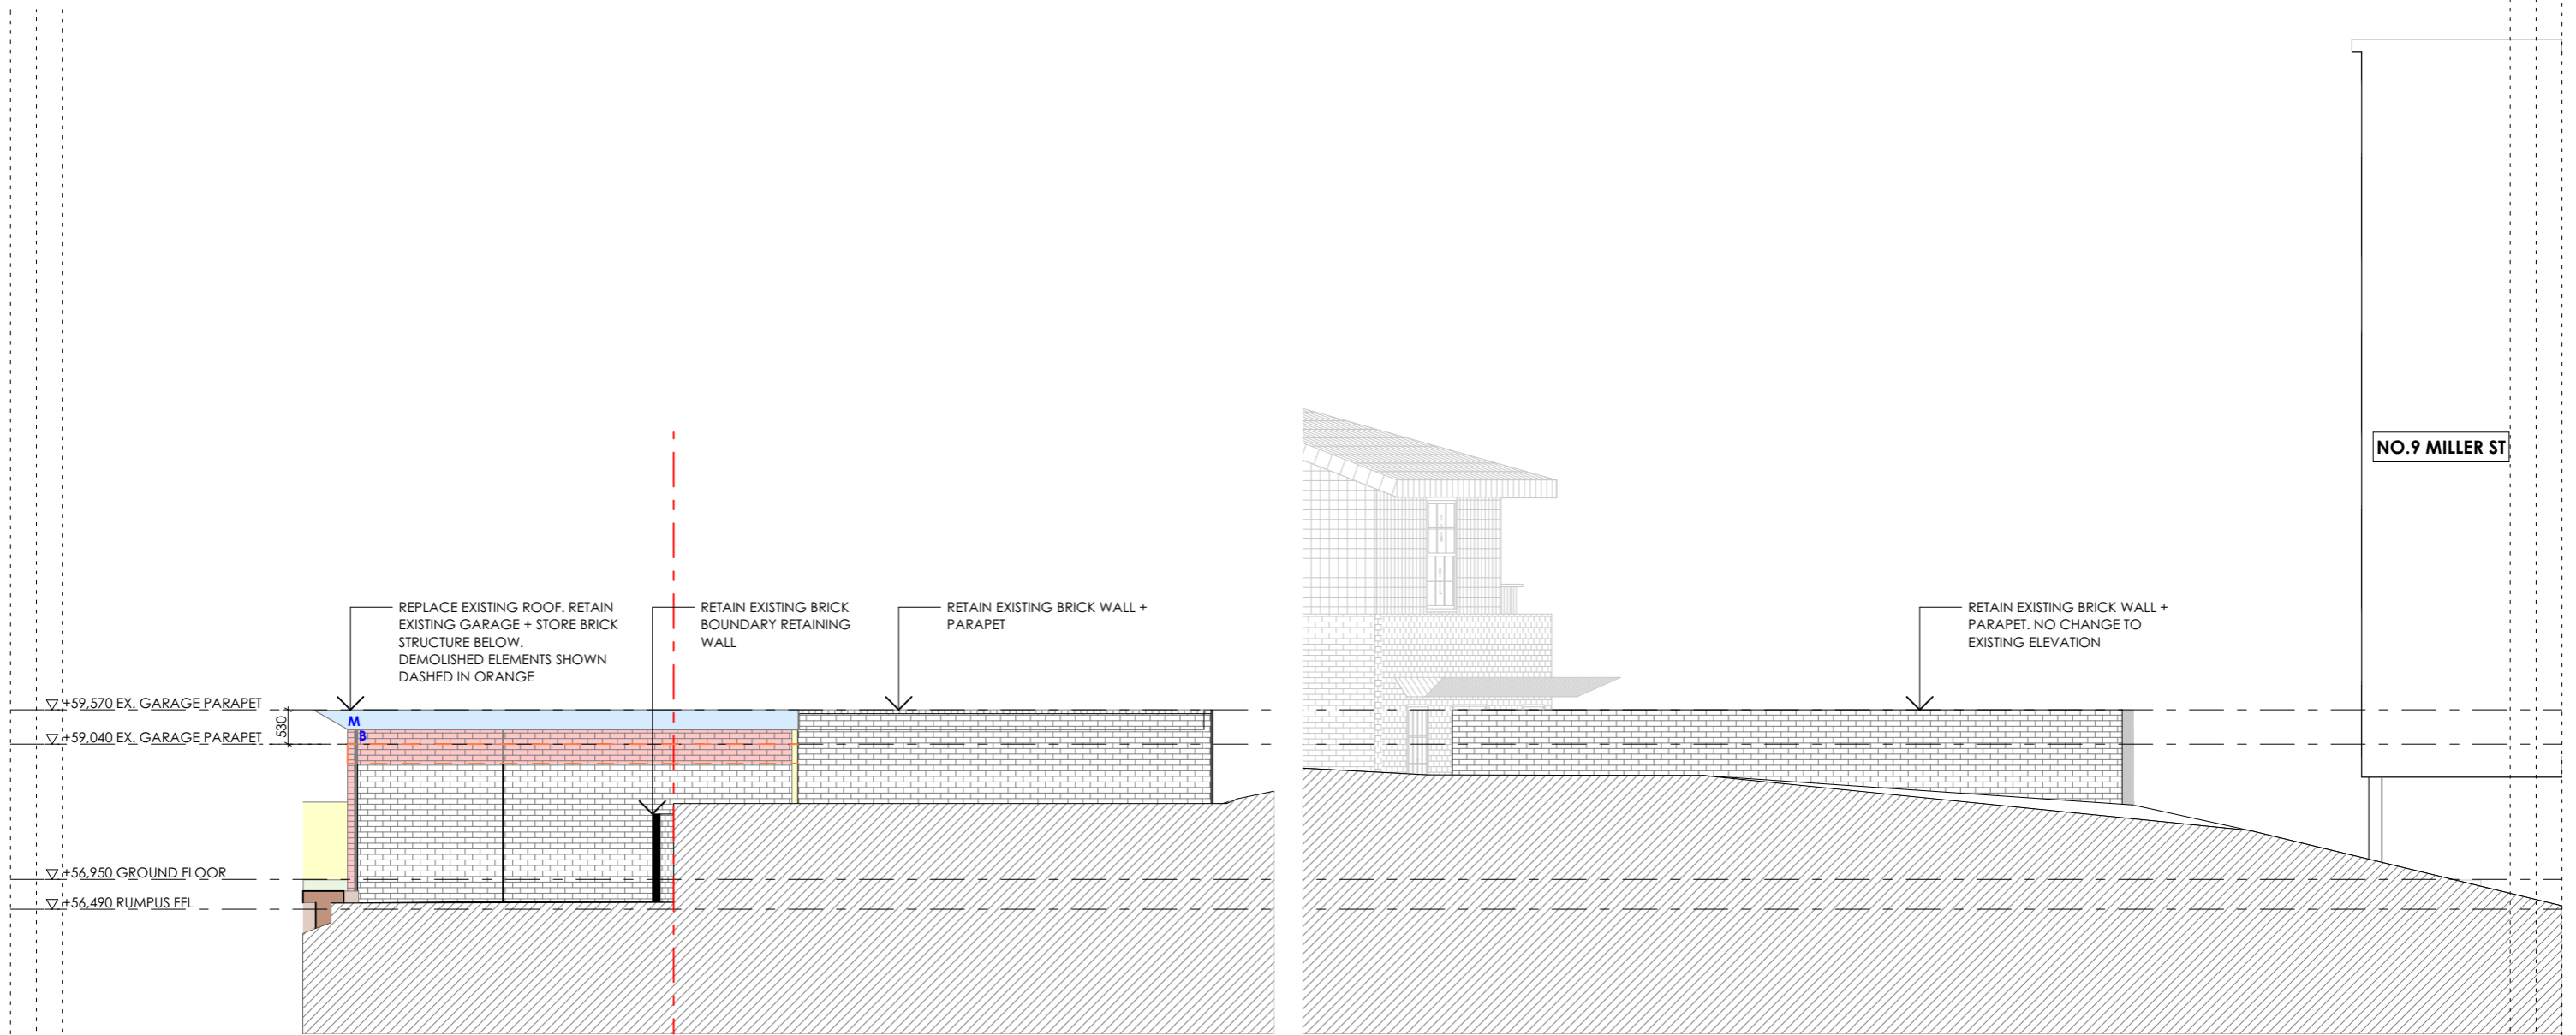 NO.9 MILLER ST
REPLACE EXISTING ROOF. RETAIN
EXISTING GARAGE + STORE BRICK
STRUCTURE BELOW.
DEMOLISHED ELEMENTS SHOWN
DASHED IN ORANGE
RETAIN EXISTING BRICK
BOUNDARY RETAINING
WALL
RETAIN EXISTING BRICK WALL +
PARAPET
RETAIN EXISTING BRICK WALL +
PARAPET. NO CHANGE TO
EXISTING ELEVATION
+59,570 EX. GARAGE PARAPET
M
B
530
+59,040 EX. GARAGE PARAPET
+56,950 GROUND FLOOR
+56,490 RUMPUS FFL